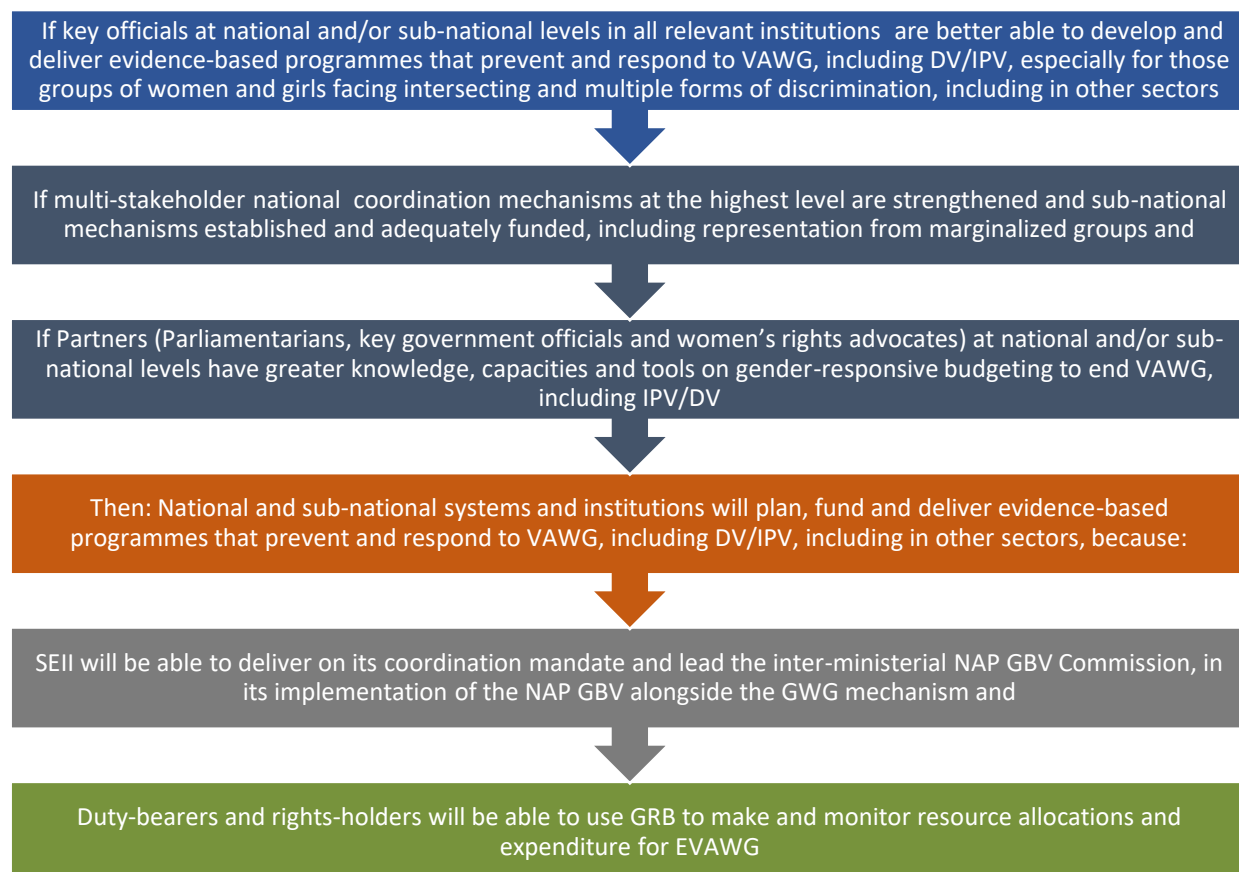 If key officials at national and/or sub-national levels in all relevant institutions  are better able to develop and
deliver evidence-based programmes that prevent and respond to VAWG, including DV/IPV, especially for those
groups of women and girls facing intersecting and multiple forms of discrimination, including in other sectors
If multi-stakeholder national  coordination mechanisms at the highest level are strengthened and sub-national
mechanisms established and adequately funded, including representation from marginalized groups and
If Partners (Parliamentarians, key government officials and women’s rights advocates) at national and/or sub-
national levels have greater knowledge, capacities and tools on gender-responsive budgeting to end VAWG,
including IPV/DV
Then: National and sub-national systems and institutions will plan, fund and deliver evidence-based
programmes that prevent and respond to VAWG, including DV/IPV, including in other sectors, because:
SEII will be able to deliver on its coordination mandate and lead the inter-ministerial NAP GBV Commission, in
its implementation of the NAP GBV alongside the GWG mechanism and
Duty-bearers and rights-holders will be able to use GRB to make and monitor resource allocations and
expenditure for EVAWG